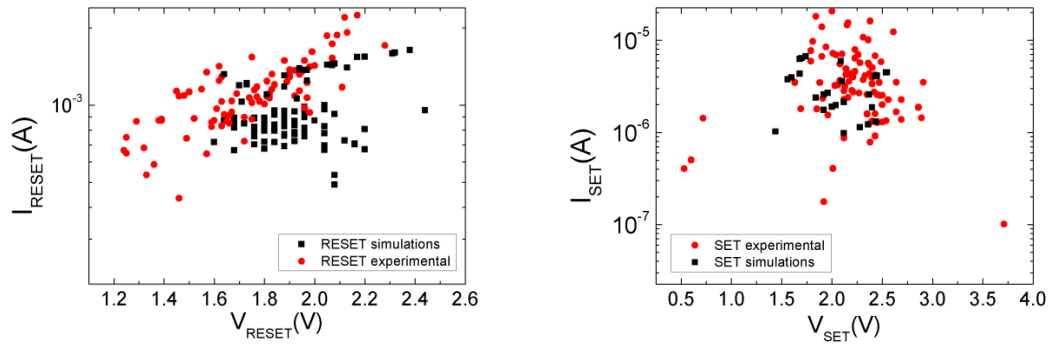 I_RESET(A)
10^-3
RESET simulations
RESET experimental
1.2 1.4 1.6 1.8 2.0 2.2 2.4 2.6
V_RESET(V)
I_SET(A)
10^-5
10^-6
10^-7
SET experimental
SET simulations
0.5 1.0 1.5 2.0 2.5 3.0 3.5 4.0
V_SET(V)